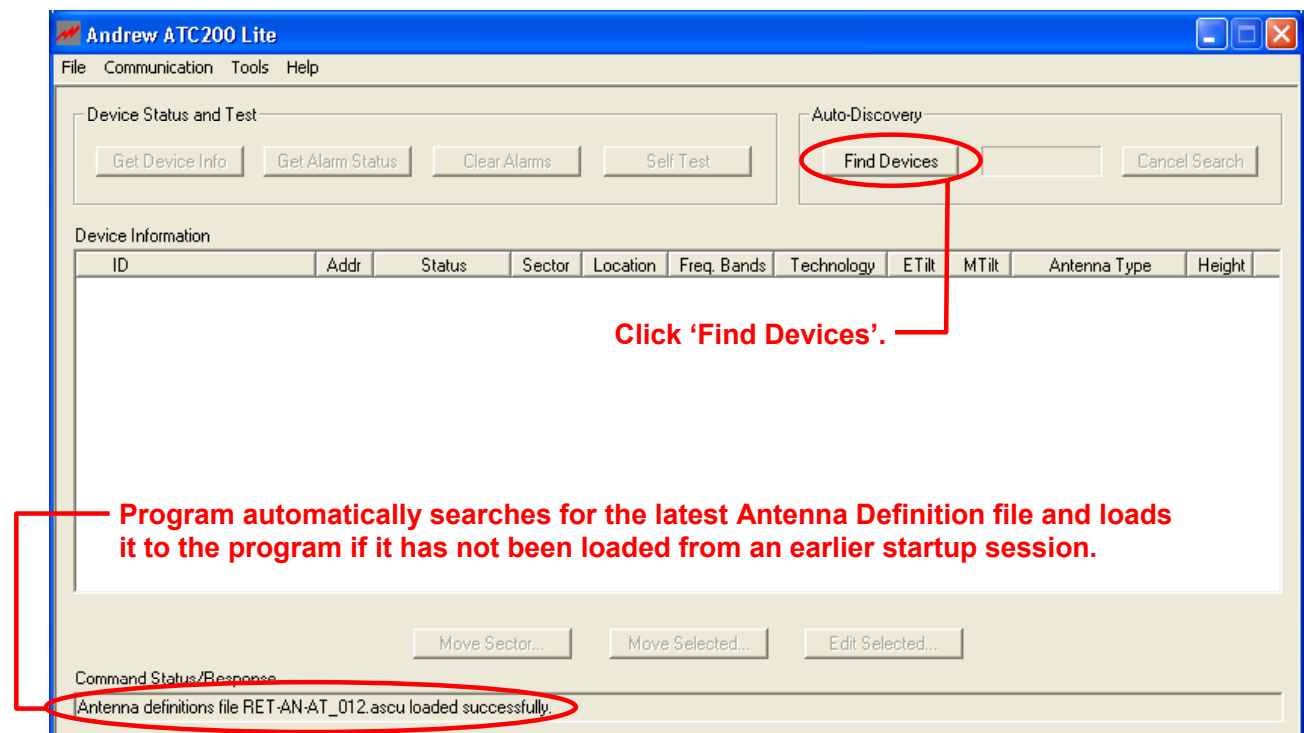 Andrew ATC200 Lite
File Communication Tools Help
Device Status and Test
Get Device Info Get Alarm Status Clear Alarms Self Test
Auto-Discovery
Find Devices Cancel Search
Device Information
ID Addr Status Sector Location Freq. Bands Technology ETilt MTilt Antenna Type Height
Click ‘Find Devices’.
Program automatically searches for the latest Antenna Definition file and loads
it to the program if it has not been loaded from an earlier startup session.
Move Sector... Move Selected... Edit Selected...
Command Status/Response
Antenna definitions file RET-AN-AT_012.ascu loaded successfully.